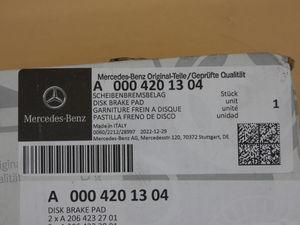 Mercedes-Benz Original-Teile/Geprüfte Qualität
A 000 420 13 04
SCHEIBENBREMSBELAG Stück
DISK BRAKE PAD unit
GARNITURE FREIN A DISQUE unité
PASTILLA FRENO DE DISCO unidad 1
Made in ITALY
0060/2212/28997 2022-12-29
Mercedes-Benz AG, Mercedesstr.120, 70372 Stuttgart, DE
Mercedes-Benz
A 000 420 13 04
DISK BRAKE PAD
2 x A 206 423 27 01